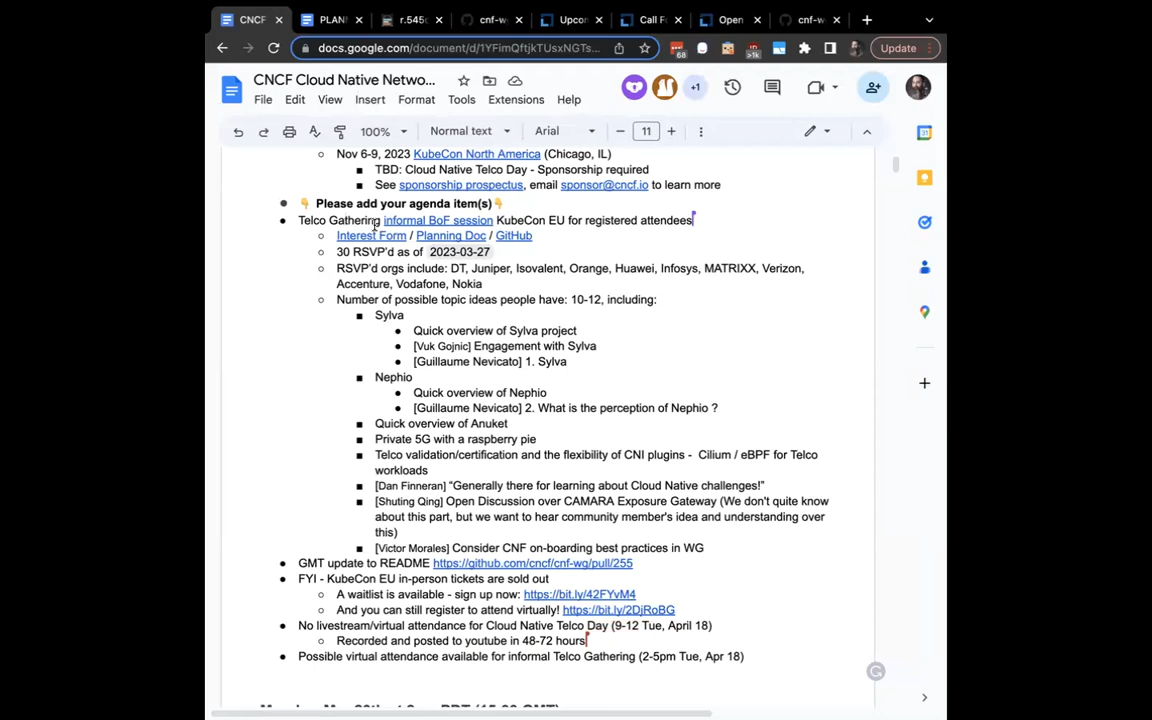 CNCF
PLANN
r.545c
cnf-w
Upcon
Call Fo
Open
cnf-w
docs.google.com/document/d/1YFimQftjkTUsxNGTs...
68
>1k
Update
CNCF Cloud Native Netwo...
+1
File Edit View Insert Format Tools Extensions Help
100% Normal text Arial 11
○ Nov 6-9, 2023 KubeCon North America (Chicago, IL)
■ TBD: Cloud Native Telco Day - Sponsorship required
■ See sponsorship prospectus, email sponsor@cncf.io to learn more
● 👇 Please add your agenda item(s)👇
● Telco Gathering informal BoF session KubeCon EU for registered attendees
○ Interest Form / Planning Doc / GitHub
○ 30 RSVP'd as of 2023-03-27
○ RSVP'd orgs include: DT, Juniper, Isovalent, Orange, Huawei, Infosys, MATRIXX, Verizon,
Accenture, Vodafone, Nokia
○ Number of possible topic ideas people have: 10-12, including:
■ Sylva
● Quick overview of Sylva project
● [Vuk Gojnic] Engagement with Sylva
● [Guillaume Nevicato] 1. Sylva
■ Nephio
● Quick overview of Nephio
● [Guillaume Nevicato] 2. What is the perception of Nephio ?
■ Quick overview of Anuket
■ Private 5G with a raspberry pie
■ Telco validation/certification and the flexibility of CNI plugins - Cilium / eBPF for Telco
workloads
■ [Dan Finneran] “Generally there for learning about Cloud Native challenges!”
■ [Shuting Qing] Open Discussion over CAMARA Exposure Gateway (We don't quite know
about this part, but we want to hear community member's idea and understanding over
this)
■ [Victor Morales] Consider CNF on-boarding best practices in WG
● GMT update to README https://github.com/cncf/cnf-wg/pull/255
● FYI - KubeCon EU in-person tickets are sold out
○ A waitlist is available - sign up now: https://bit.ly/42FYvM4
○ And you can still register to attend virtually! https://bit.ly/2DjRoBG
● No livestream/virtual attendance for Cloud Native Telco Day (9-12 Tue, April 18)
○ Recorded and posted to youtube in 48-72 hours
● Possible virtual attendance available for informal Telco Gathering (2-5pm Tue, Apr 18)